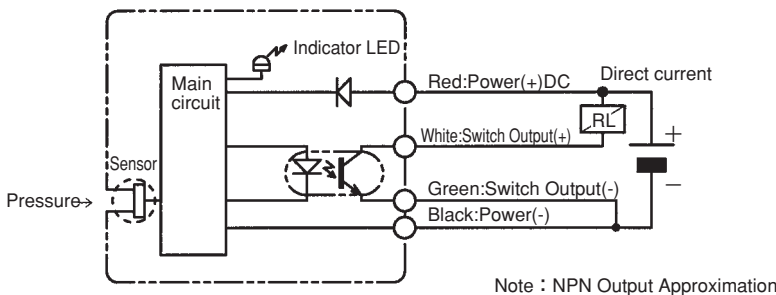 Indicator LED
Main
circuit
Red:Power(+)DC
Direct current
RL
White:Switch Output(+)
+
Sensor
Pressure
Green:Switch Output(-)
−
Black:Power(-)
Note：NPN Output Approximation